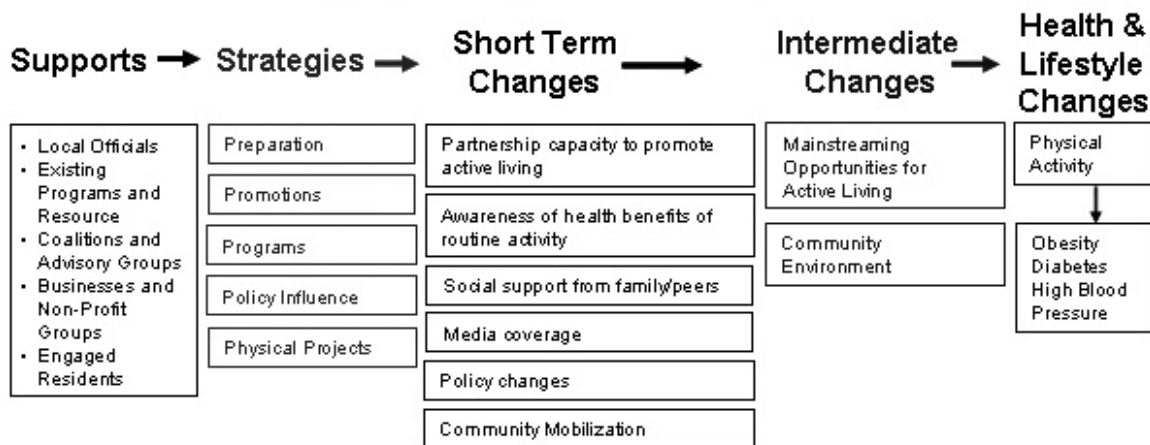 Supports
Strategies
Short Term
Changes
Intermediate
Changes
Health &
Lifestyle
Changes
• Local Officials
• Existing
Programs and
Resource
• Coalitions and
Advisory Groups
• Businesses and
Non-Profit
Groups
• Engaged
Residents
Preparation
Promotions
Programs
Policy Influence
Physical Projects
Partnership capacity to promote
active living
Awareness of health benefits of
routine activity
Social support from family/peers
Media coverage
Policy changes
Community Mobilization
Mainstreaming
Opportunities for
Active Living
Community
Environment
Physical
Activity
Obesity
Diabetes
High Blood
Pressure